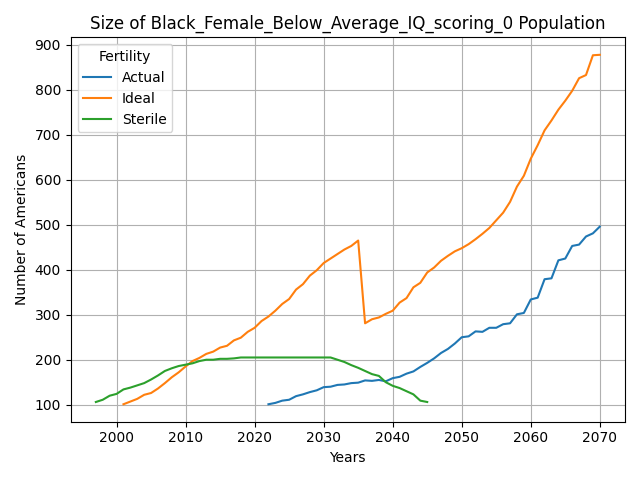 Size of Black_Female_Below_Average_IQ_scoring_0 Population
Number of Americans
900
800
700
600
500
400
300
200
100
Fertility
Actual
Ideal
Sterile
2000
2010
2020
2030
2040
2050
2060
2070
Years